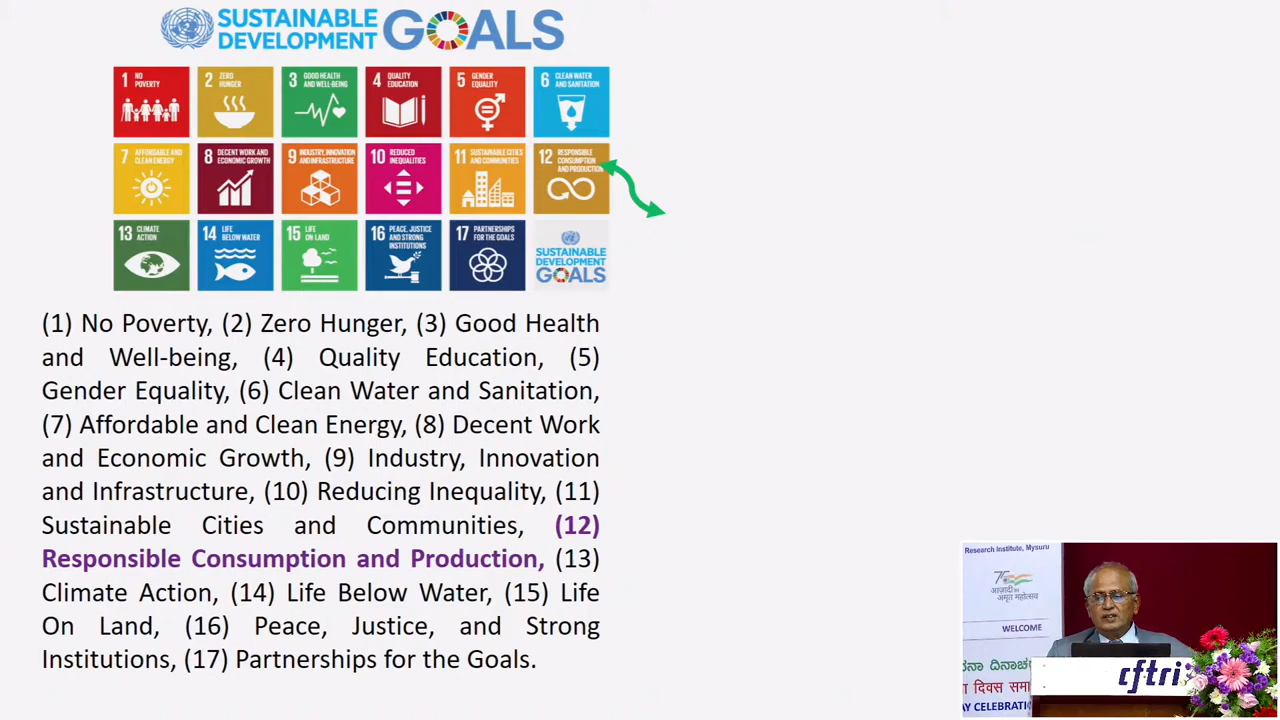 SUSTAINABLE
DEVELOPMENT
GOALS
1 NO
POVERTY
2 ZERO
HUNGER
3 GOOD HEALTH
AND WELL-BEING
4 QUALITY
EDUCATION
5 GENDER
EQUALITY
6 CLEAN WATER
AND SANITATION
7 AFFORDABLE AND
CLEAN ENERGY
8 DECENT WORK AND
ECONOMIC GROWTH
9 INDUSTRY, INNOVATION
AND INFRASTRUCTURE
10 REDUCED
INEQUALITIES
11 SUSTAINABLE CITIES
AND COMMUNITIES
12 RESPONSIBLE
CONSUMPTION
AND PRODUCTION
13 CLIMATE
ACTION
14 LIFE
BELOW WATER
15 LIFE
ON LAND
16 PEACE, JUSTICE
AND STRONG
INSTITUTIONS
17 PARTNERSHIPS
FOR THE GOALS
SUSTAINABLE
DEVELOPMENT
GOALS
(1) No Poverty, (2) Zero Hunger, (3) Good Health
and Well-being, (4) Quality Education, (5)
Gender Equality, (6) Clean Water and Sanitation,
(7) Affordable and Clean Energy, (8) Decent Work
and Economic Growth, (9) Industry, Innovation
and Infrastructure, (10) Reducing Inequality, (11)
Sustainable Cities and Communities, (12)
Responsible Consumption and Production, (13)
Climate Action, (14) Life Below Water, (15) Life
On Land, (16) Peace, Justice, and Strong
Institutions, (17) Partnerships for the Goals.
Research Institute, Mysuru
आज़ादी का
अमृत महोत्सव
WELCOME
दिवस समा
AY CELEBRATI
cftri